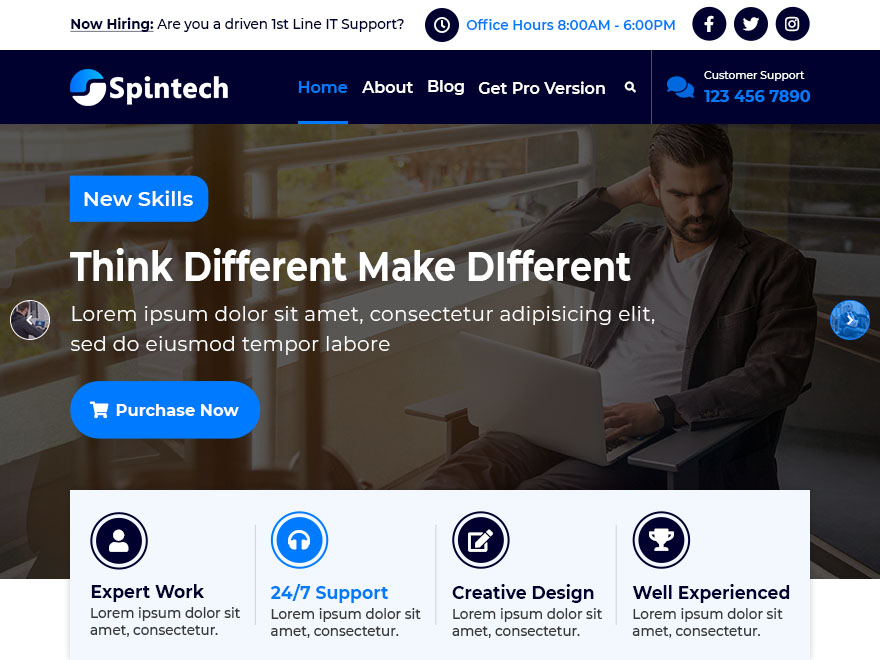 Now Hiring: Are you a driven 1st Line IT Support?
Office Hours 8:00AM - 6:00PM
Spintech
Home
About
Blog
Get Pro Version
Customer Support
123 456 7890
New Skills
Think Different Make DIfferent
Lorem ipsum dolor sit amet, consectetur adipisicing elit,
sed do eiusmod tempor labore
Purchase Now
Expert Work
Lorem ipsum dolor sit
amet, consectetur.
24/7 Support
Lorem ipsum dolor sit
amet, consectetur.
Creative Design
Lorem ipsum dolor sit
amet, consectetur.
Well Experienced
Lorem ipsum dolor sit
amet, consectetur.